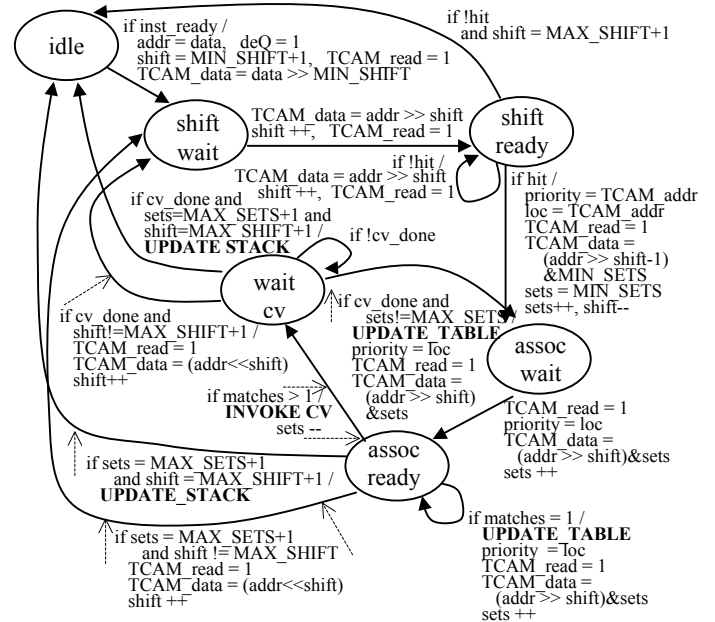 idle
if inst_ready /
addr = data, deQ = 1
shift = MIN_SHIFT+1, TCAM_read = 1
TCAM_data = data >> MIN_SHIFT
if !hit
and shift = MAX_SHIFT+1
shift
wait
TCAM_data = addr >> shift
shift ++, TCAM_read = 1
shift
ready
if !hit /
TCAM_data = addr >> shift
shift ++, TCAM_read = 1
if hit /
priority = TCAM_addr
loc = TCAM_addr
TCAM_read = 1
TCAM_data =
(addr >> shift-1)
&MIN_SETS
sets = MIN_SETS
sets++, shift--
if cv_done and
sets=MAX_SETS+1 and
shift=MAX_SHIFT+1 /
UPDATE STACK
if !cv_done
wait
cv
if cv_done and
shift!=MAX_SHIFT+1 /
TCAM_read = 1
TCAM_data = (addr<<shift)
shift++
if cv_done and
sets!=MAX_SETS /
UPDATE_TABLE
priority = loc
TCAM_read = 1
TCAM_data =
(addr >> shift)
&sets
assoc
wait
if matches > 1 /
INVOKE CV
sets --
TCAM_read = 1
priority = loc
TCAM_data =
(addr >> shift)&sets
sets ++
assoc
ready
if sets = MAX_SETS+1
and shift = MAX_SHIFT+1 /
UPDATE_STACK
if sets = MAX_SETS+1
and shift != MAX_SHIFT
TCAM_read = 1
TCAM_data = (addr<<shift)
shift ++
if matches = 1 /
UPDATE_TABLE
priority = loc
TCAM_read = 1
TCAM_data =
(addr >> shift)&sets
sets ++